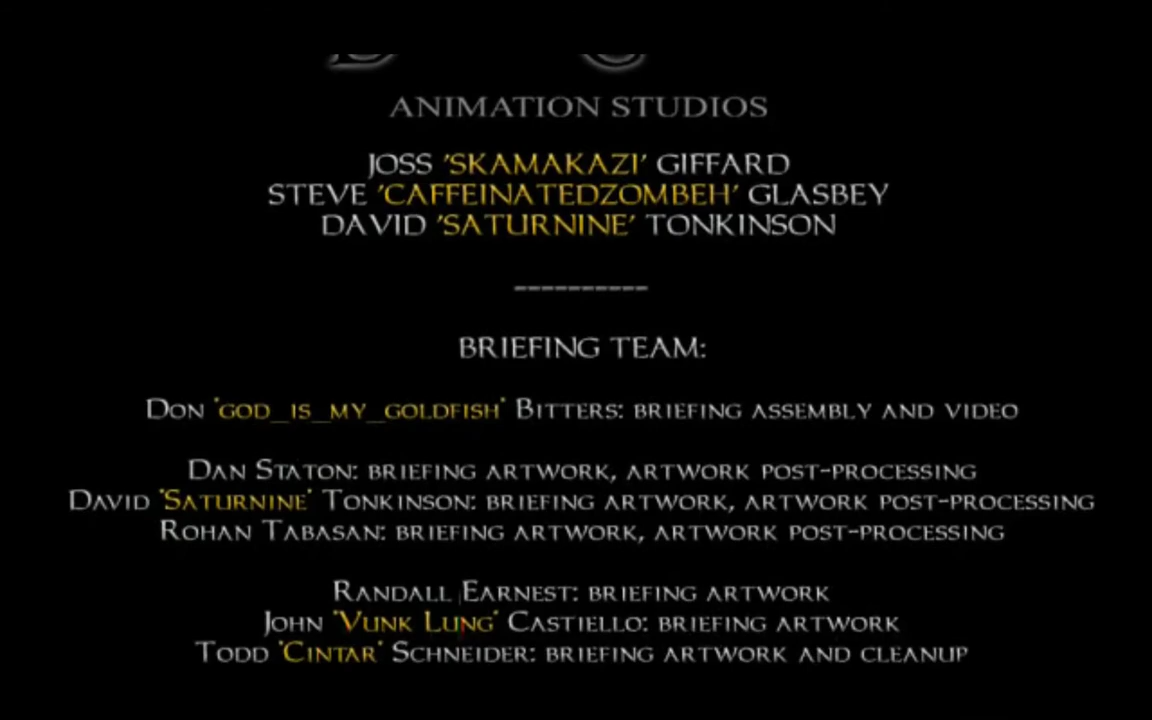 ANIMATION STUDIOS
JOSS 'SKAMAKAZI' GIFFARD
STEVE 'CAFFEINATEDZOMBEH' GLASBEY
DAVID 'SATURNINE' TONKINSON
----------
BRIEFING TEAM:
DON 'GOD_IS_MY_GOLDFISH' BITTERS: BRIEFING ASSEMBLY AND VIDEO
DAN STATON: BRIEFING ARTWORK, ARTWORK POST-PROCESSING
DAVID 'SATURNINE' TONKINSON: BRIEFING ARTWORK, ARTWORK POST-PROCESSING
ROHAN TABASAN: BRIEFING ARTWORK, ARTWORK POST-PROCESSING
RANDALL EARNEST: BRIEFING ARTWORK
JOHN 'VUNK LUNG' CASTIELLO: BRIEFING ARTWORK
TODD 'CINTAR' SCHNEIDER: BRIEFING ARTWORK AND CLEANUP